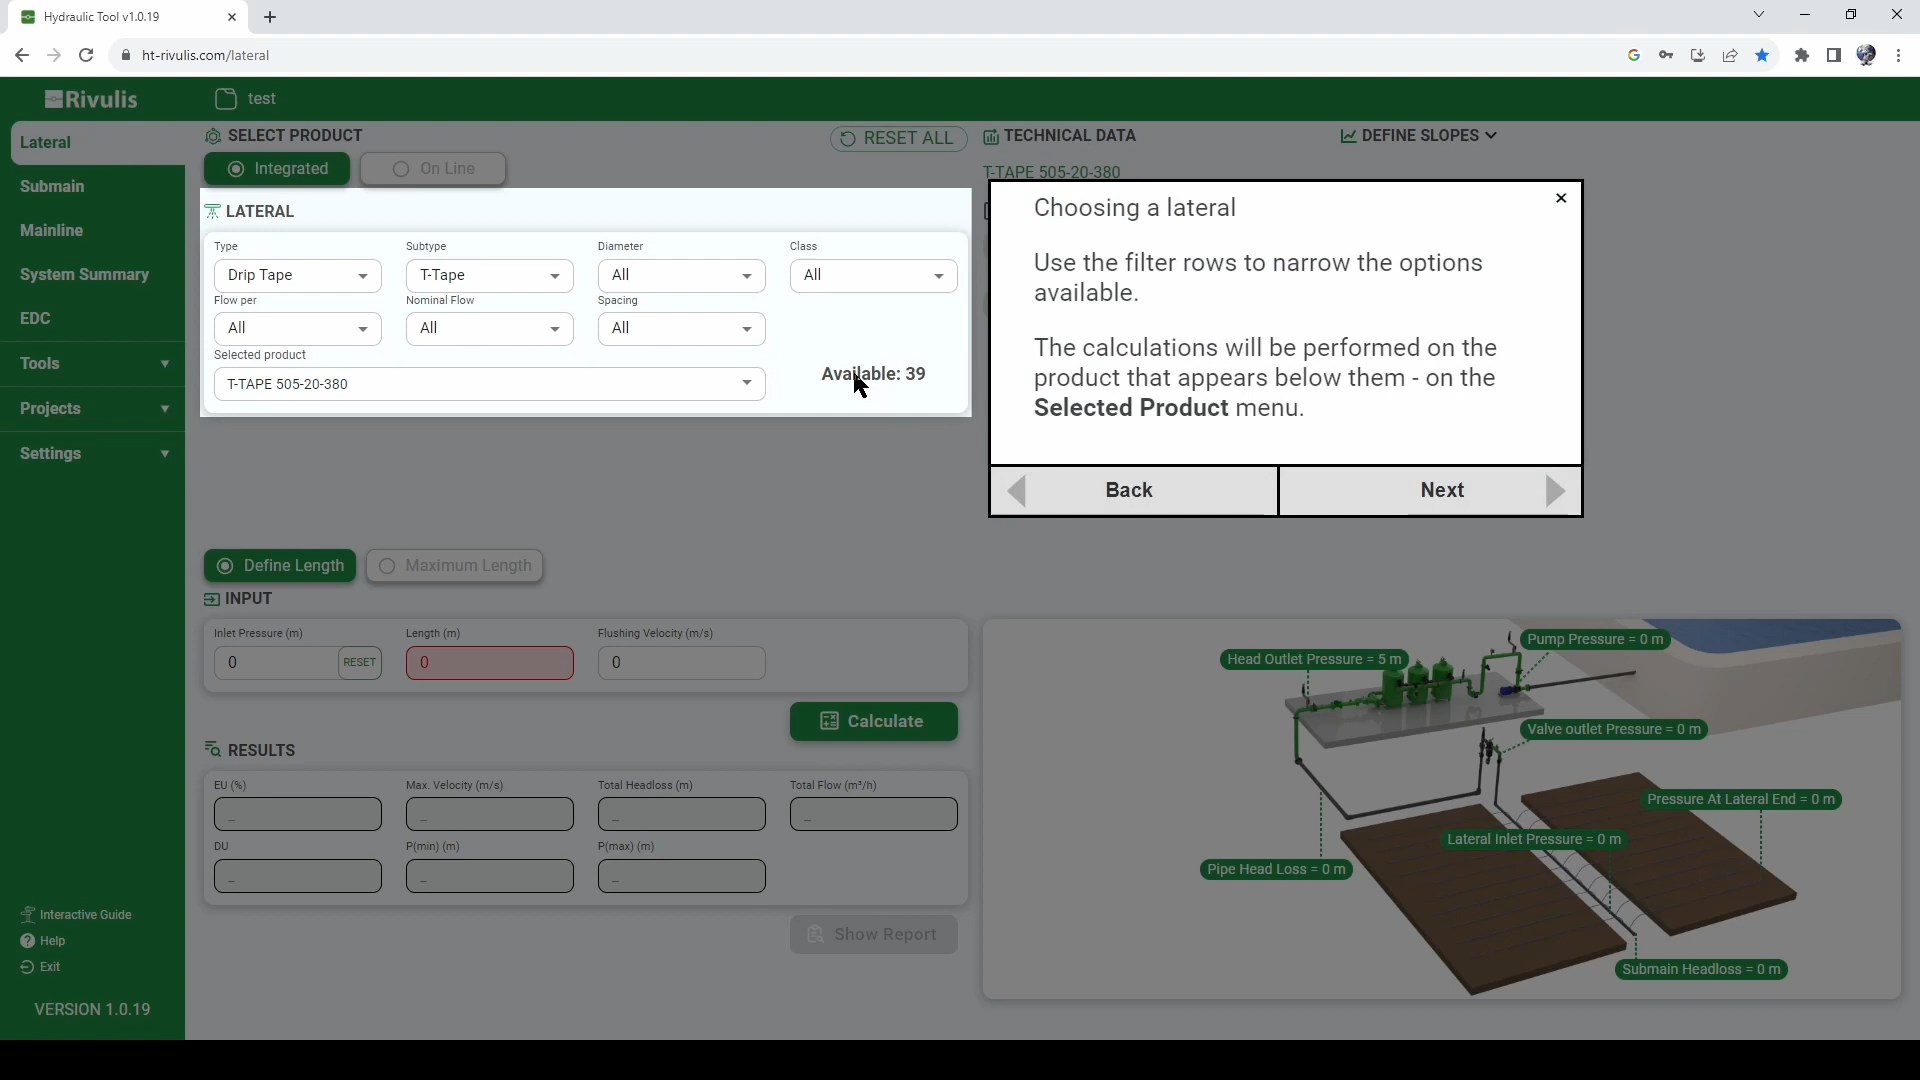 Hydraulic Tool v1.0.19
ht-rivulis.com/lateral
Rivulis
test
Lateral
Submain
Mainline
System Summary
EDC
Tools
Projects
Settings
Interactive Guide
Help
Exit
VERSION 1.0.19
SELECT PRODUCT
RESET ALL
Integrated
On Line
LATERAL
Type
Subtype
Diameter
Class
Drip Tape
T-Tape
All
All
Flow per
Nominal Flow
Spacing
All
All
All
Selected product
T-TAPE 505-20-380
Available: 39
Define Length
Maximum Length
INPUT
Inlet Pressure (m)
Length (m)
Flushing Velocity (m/s)
0
RESET
0
0
Calculate
RESULTS
EU (%)
Max. Velocity (m/s)
Total Headloss (m)
Total Flow (m³/h)
_
_
_
_
DU
P(min) (m)
P(max) (m)
_
_
_
Show Report
TECHNICAL DATA
DEFINE SLOPES
T-TAPE 505-20-380
Choosing a lateral
Use the filter rows to narrow the options
available.
The calculations will be performed on the
product that appears below them - on the
Selected Product menu.
Back
Next
Pump Pressure = 0 m
Head Outlet Pressure = 5 m
Valve outlet Pressure = 0 m
Pressure At Lateral End = 0 m
Lateral Inlet Pressure = 0 m
Pipe Head Loss = 0 m
Submain Headloss = 0 m